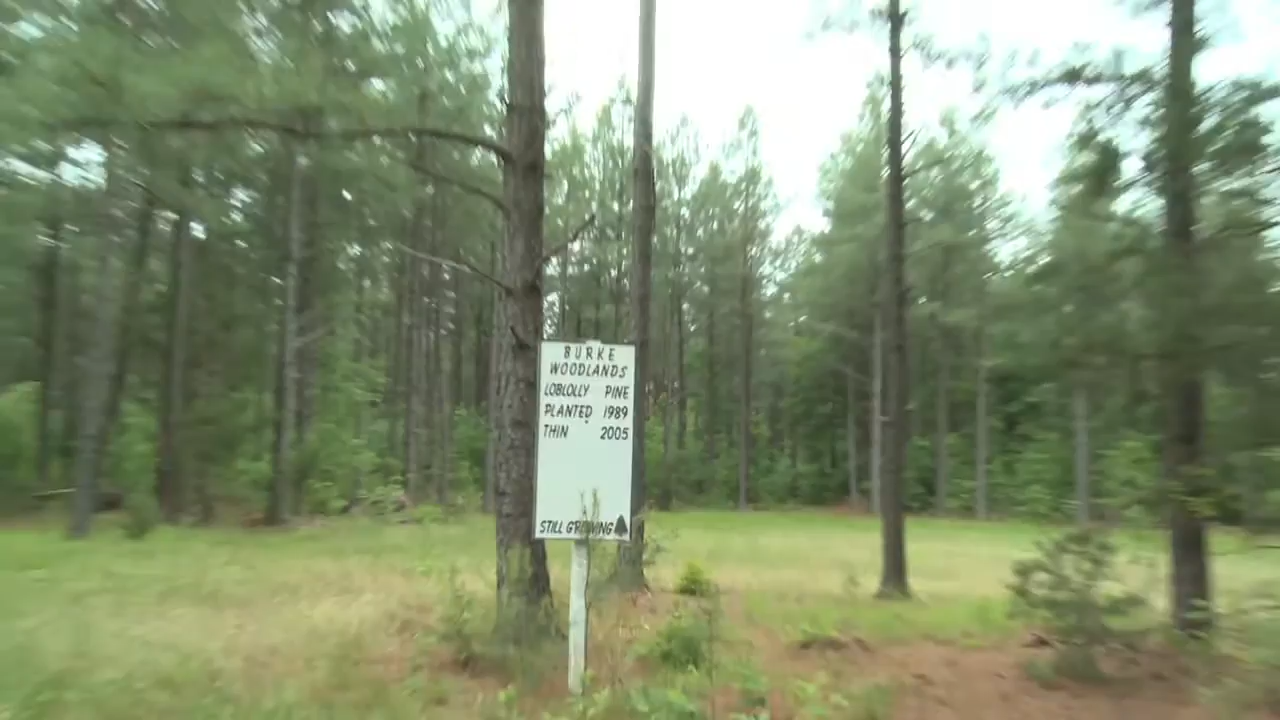 BURKE
WOODLANDS
LOBLOLLY PINE
PLANTED 1989
THIN 2005
STILL GROWING